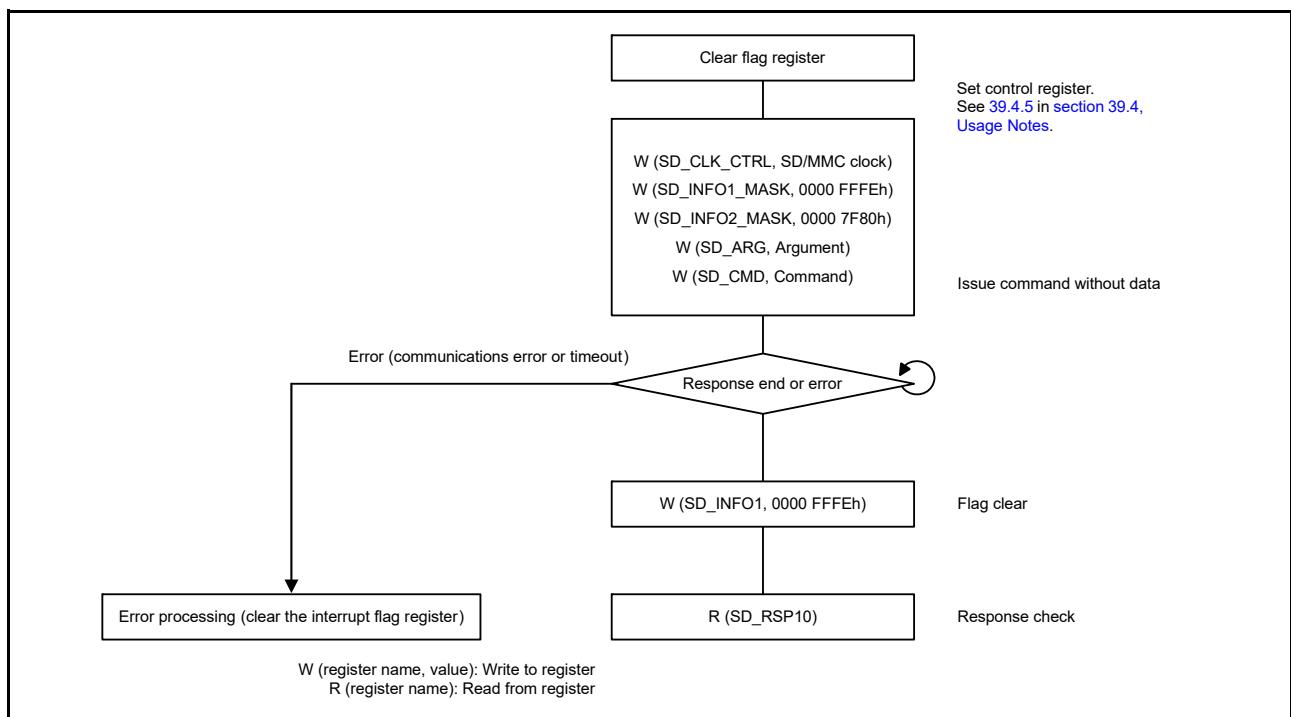 Clear flag register
Set control register.
See 39.4.5 in section 39.4,
Usage Notes.
W (SD_CLK_CTRL, SD/MMC clock)
W (SD_INFO1_MASK, 0000 FFFEh)
W (SD_INFO2_MASK, 0000 7F80h)
W (SD_ARG, Argument)
W (SD_CMD, Command)
Issue command without data
Error (communications error or timeout)
Response end or error
W (SD_INFO1, 0000 FFFEh)
Flag clear
Error processing (clear the interrupt flag register)
R (SD_RSP10)
Response check
W (register name, value): Write to register
R (register name): Read from register